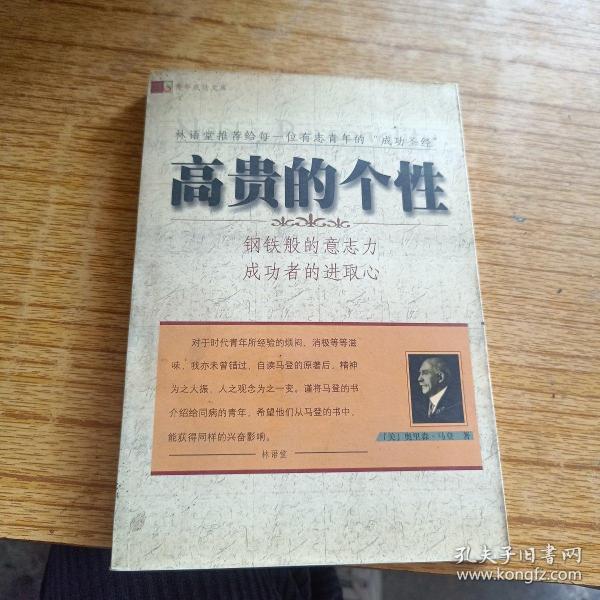 青年成功文库
林语堂推荐给每一位有志青年的“成功圣经”
高贵的个性
钢铁般的意志力
成功者的进取心
对于时代青年所经验的烦闷、消极等等滋
味，我亦未曾错过，自读马登的原著后，精神
为之大振，人之观念为之一变。谨将马登的书
介绍给同病的青年，希望他们从马登的书中，
能获得同样的兴奋影响。
林语堂
［美］奥里森·马登 著
孔夫子旧书网
www.kongfz.com